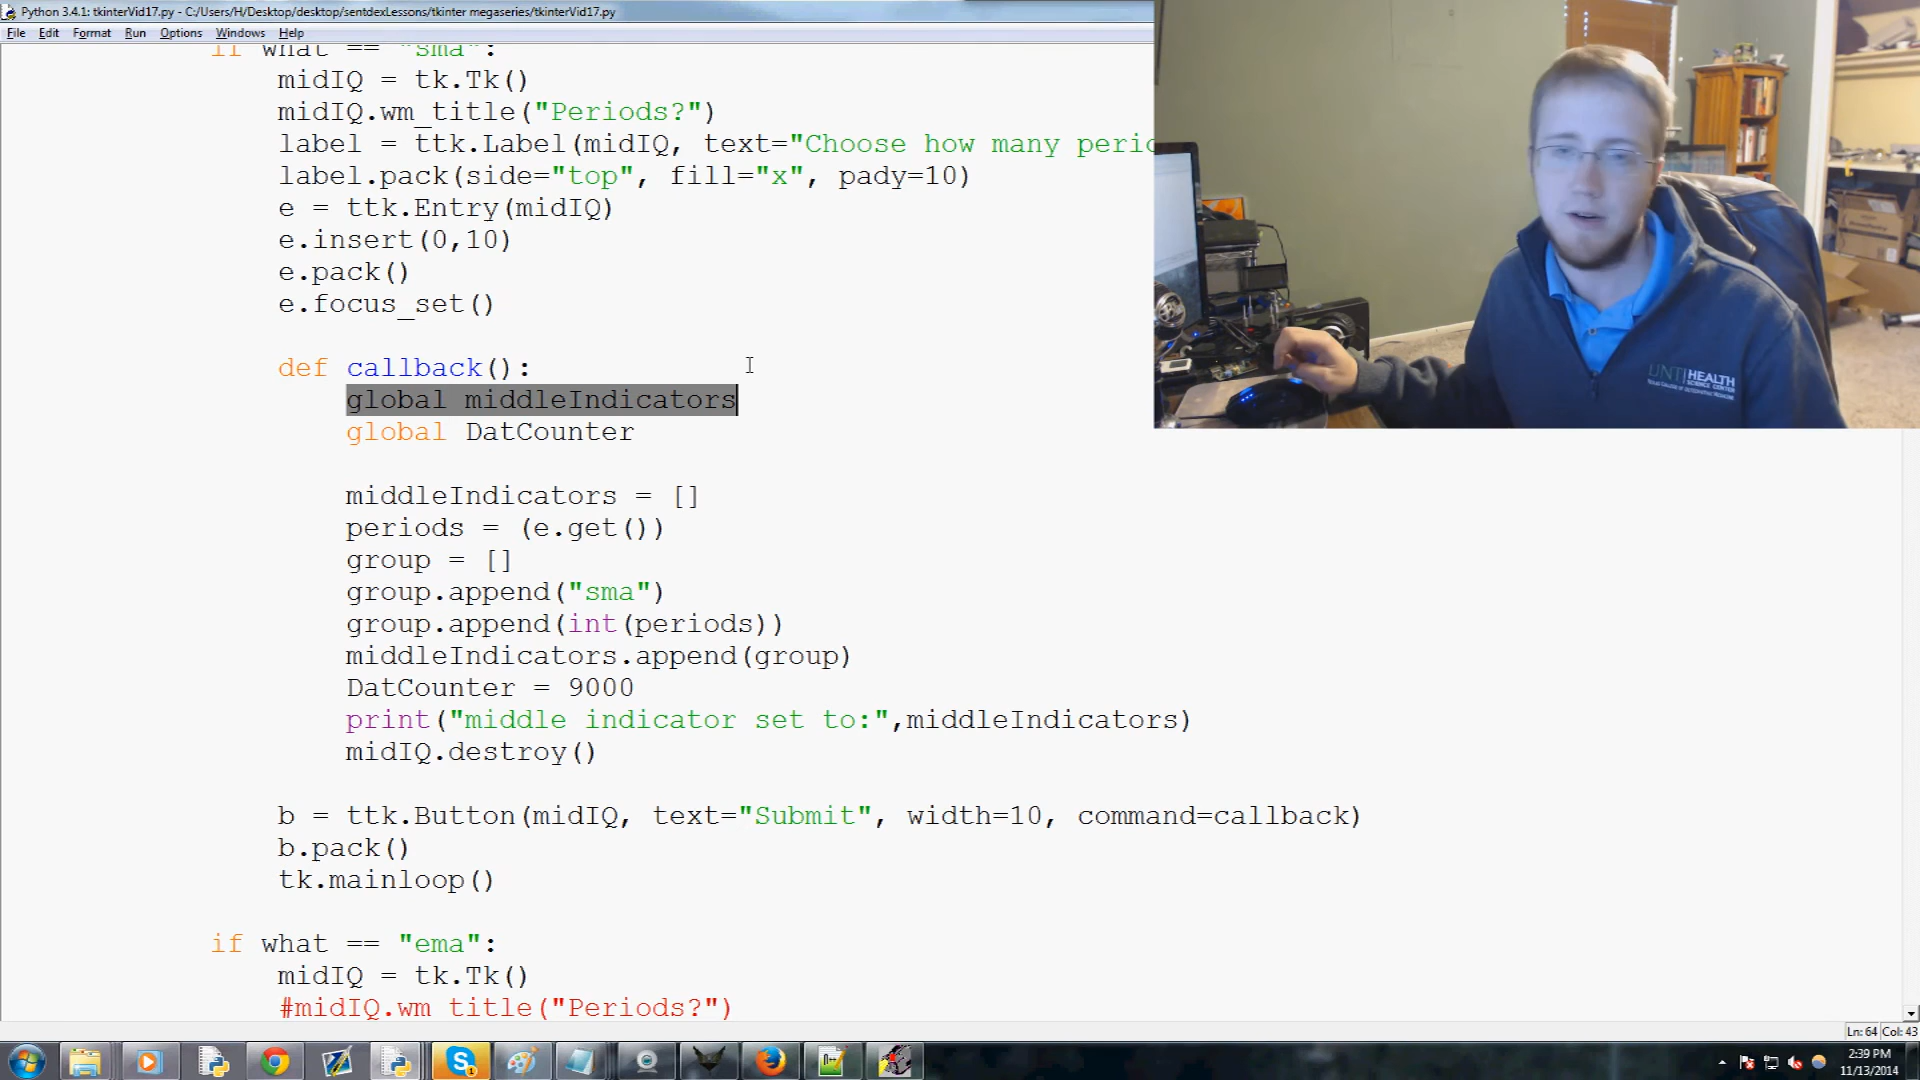 Python 3.4.1: tkinterVid17.py - C:/Users/H/Desktop/desktop/sentdexLessons/tkinter megaseries/tkinterVid17.py
File Edit Format Run Options Windows Help
if what == "sma":
midIQ = tk.Tk()
midIQ.wm_title("Periods?")
label = ttk.Label(midIQ, text="Choose how many
label.pack(side="top", fill="x", pady=10)
e = ttk.Entry(midIQ)
e.insert(0,10)
e.pack()
e.focus_set()
def callback():
global middleIndicators
global DatCounter
middleIndicators = []
periods = (e.get())
group = []
group.append("sma")
group.append(int(periods))
middleIndicators.append(group)
DatCounter = 9000
print("middle indicator set to:",middleIndicators)
midIQ.destroy()
b = ttk.Button(midIQ, text="Submit", width=10, command=callback)
b.pack()
tk.mainloop()
if what == "ema":
midIQ = tk.Tk()
#midIQ.wm_title("Periods?")
UNT HEALTH
SCIENCE CENTER
Ln: 64 Col: 43
2:39 PM
11/13/2014